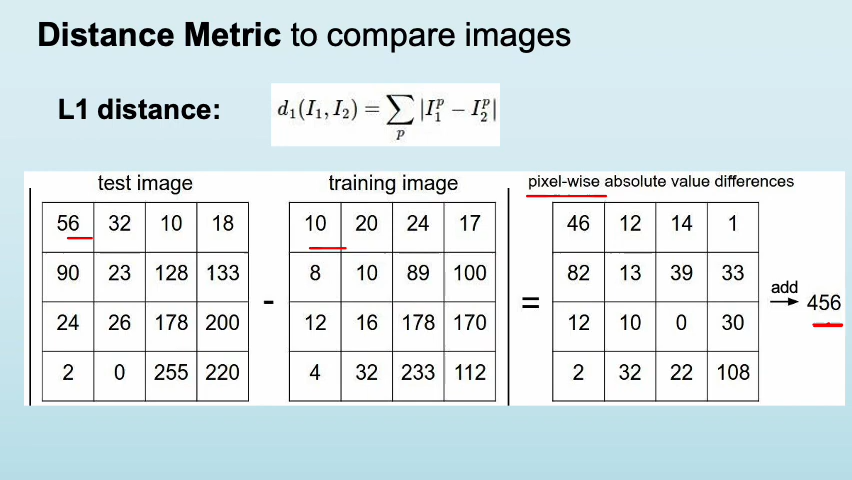 Distance Metric to compare images
L1 distance:
d₁(I₁, I₂) = ∑ₚ |I₁ᵖ − I₂ᵖ|
test image
56 32 10 18
90 23 128 133
24 26 178 200
2 0 255 220
-
training image
10 20 24 17
8 10 89 100
12 16 178 170
4 32 233 112
=
pixel-wise absolute value differences
46 12 14 1
82 13 39 33
12 10 0 30
2 32 22 108
add
→ 456